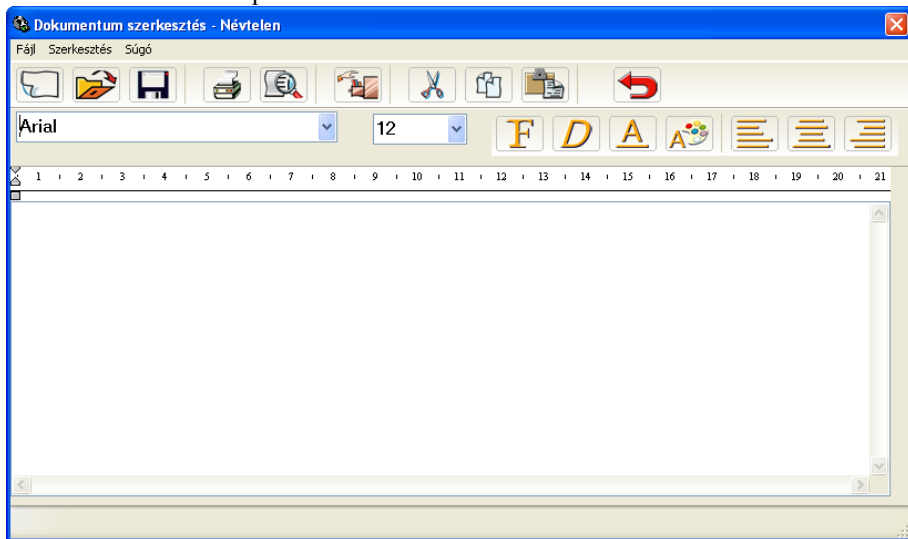 Dokumentum szerkesztés - Névtelen
Fájl Szerkesztés Súgó
Arial 12 F D A A
1 2 3 4 5 6 7 8 9 10 11 12 13 14 15 16 17 18 19 20 21